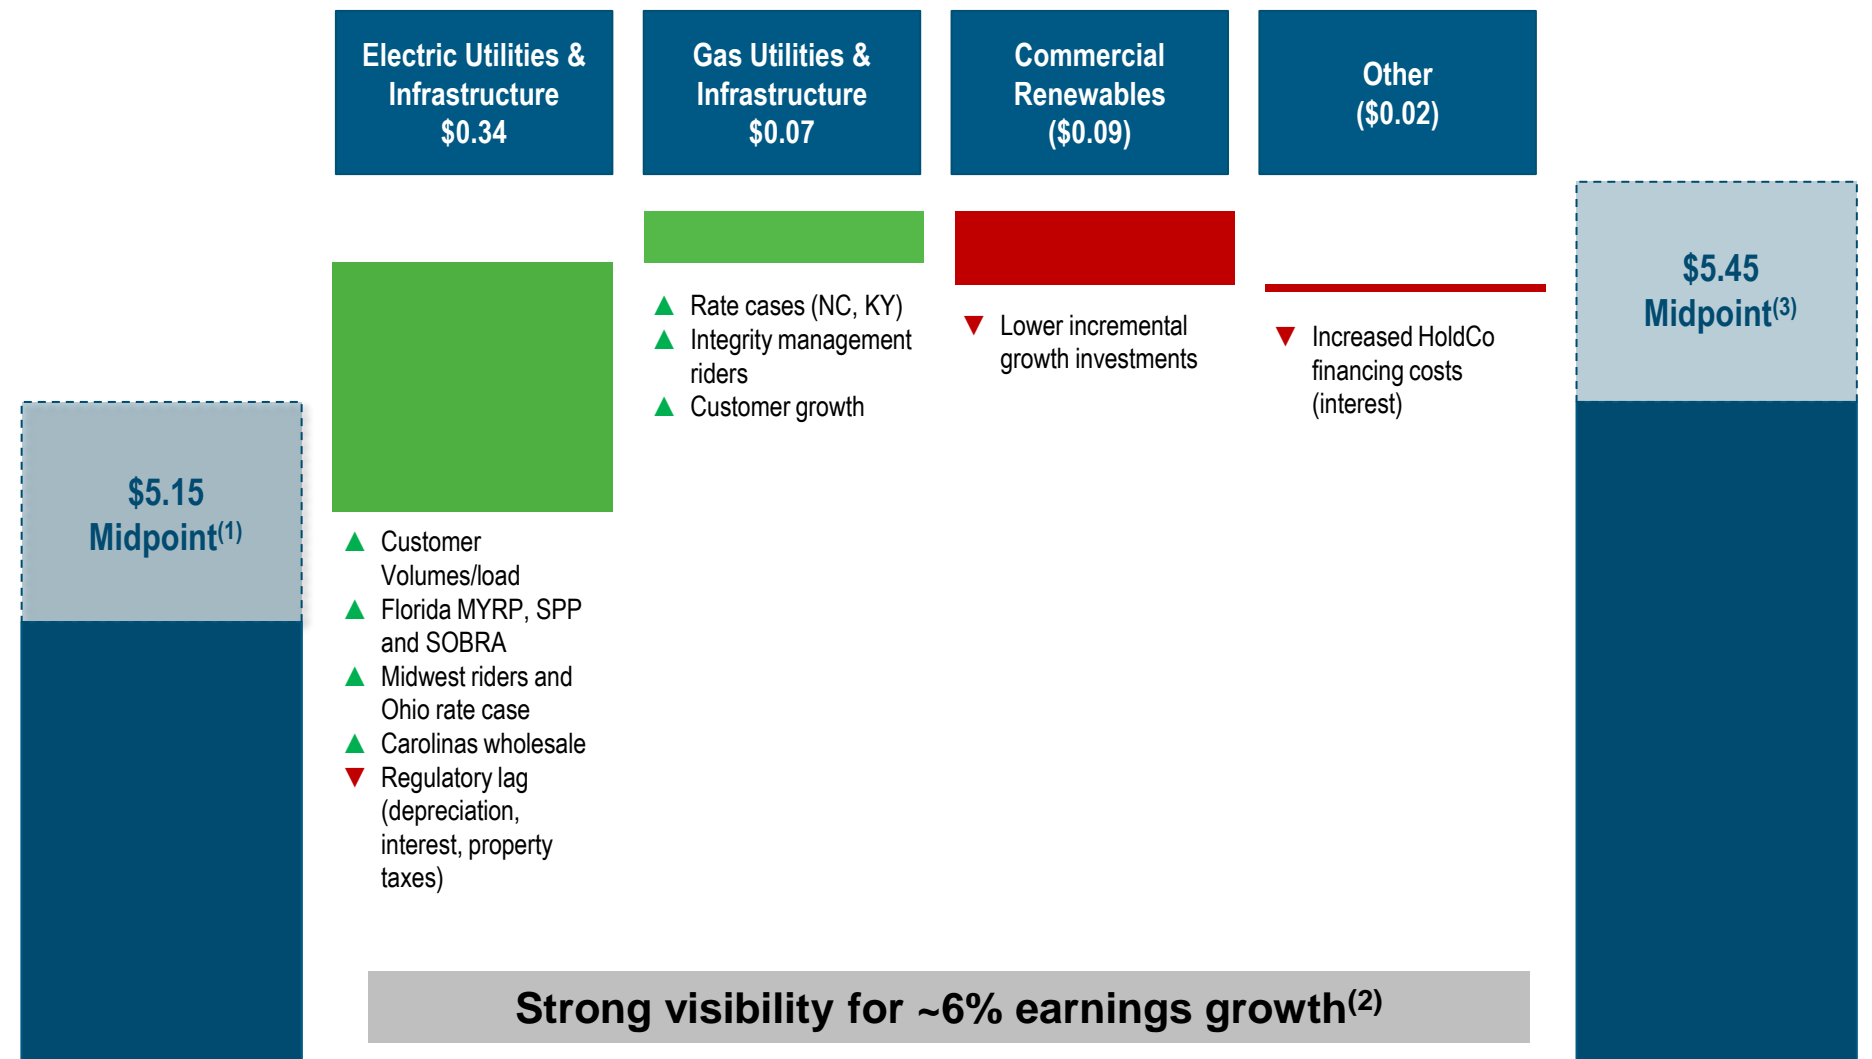 Electric Utilities &
Infrastructure
$0.34
Gas Utilities &
Infrastructure
$0.07
Commercial
Renewables
($0.09)
Other
($0.02)
$5.15
Midpoint(1)
▲ Customer
Volumes/load
▲ Florida MYRP, SPP
and SOBRA
▲ Midwest riders and
Ohio rate case
▲ Carolinas wholesale
▼ Regulatory lag
(depreciation,
interest, property
taxes)
▲ Rate cases (NC, KY)
▲ Integrity management
riders
▲ Customer growth
▼ Lower incremental
growth investments
▼ Increased HoldCo
financing costs
(interest)
$5.45
Midpoint(3)
Strong visibility for ~6% earnings growth(2)